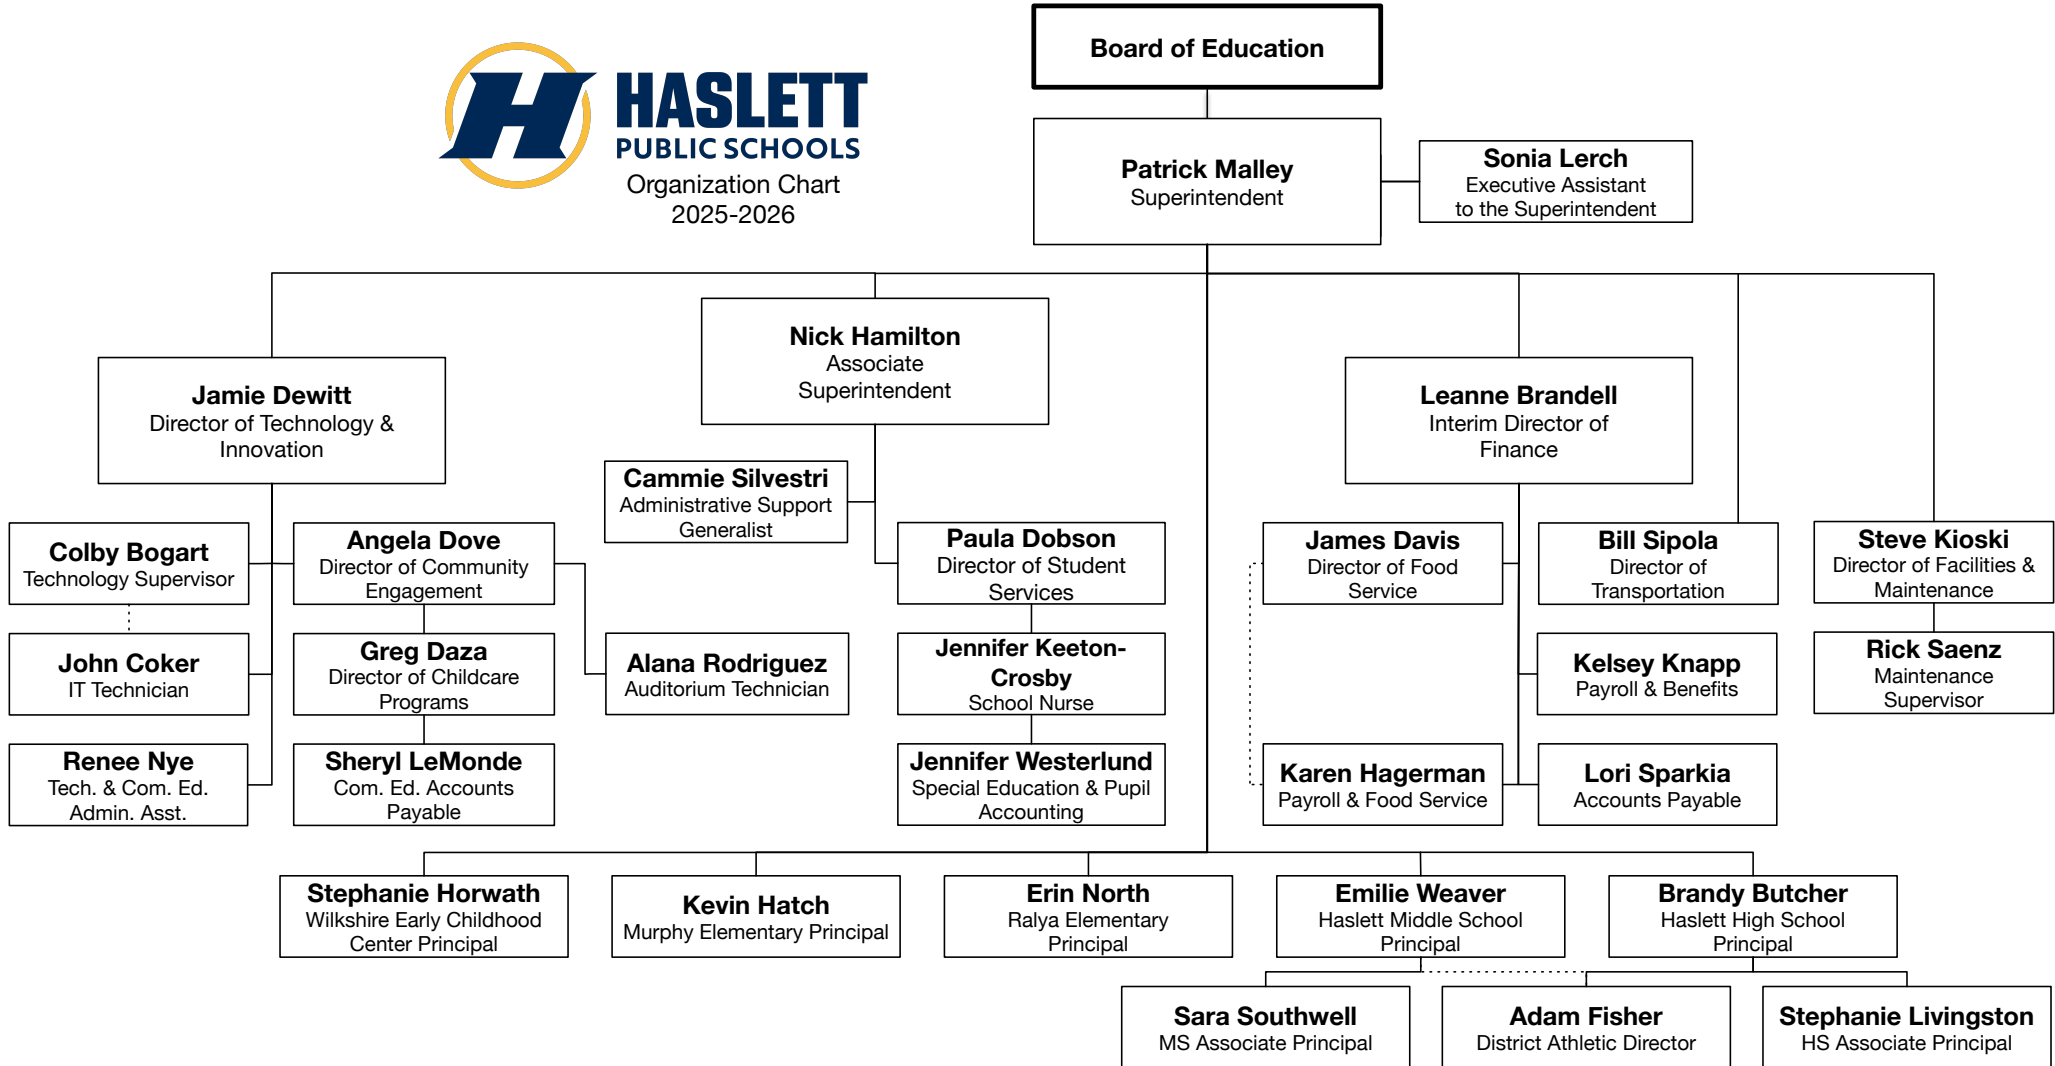 Board of Education
H
HASLETT
PUBLIC SCHOOLS
Organization Chart
2025-2026
Patrick Malley
Superintendent
Sonia Lerch
Executive Assistant
to the Superintendent
Nick Hamilton
Associate
Superintendent
Jamie Dewitt
Director of Technology &
Innovation
Leanne Brandell
Interim Director of
Finance
Cammie Silvestri
Administrative Support
Generalist
Colby Bogart
Technology Supervisor
Angela Dove
Director of Community
Engagement
Paula Dobson
Director of Student
Services
James Davis
Director of Food
Service
Bill Sipola
Director of
Transportation
Steve Kioski
Director of Facilities &
Maintenance
John Coker
IT Technician
Greg Daza
Director of Childcare
Programs
Alana Rodriguez
Auditorium Technician
Jennifer Keeton-
Crosby
School Nurse
Kelsey Knapp
Payroll & Benefits
Rick Saenz
Maintenance
Supervisor
Renee Nye
Tech. & Com. Ed.
Admin. Asst.
Sheryl LeMonde
Com. Ed. Accounts
Payable
Jennifer Westerlund
Special Education & Pupil
Accounting
Karen Hagerman
Payroll & Food Service
Lori Sparkia
Accounts Payable
Stephanie Horwath
Wilkshire Early Childhood
Center Principal
Kevin Hatch
Murphy Elementary Principal
Erin North
Ralya Elementary
Principal
Emilie Weaver
Haslett Middle School
Principal
Brandy Butcher
Haslett High School
Principal
Sara Southwell
MS Associate Principal
Adam Fisher
District Athletic Director
Stephanie Livingston
HS Associate Principal